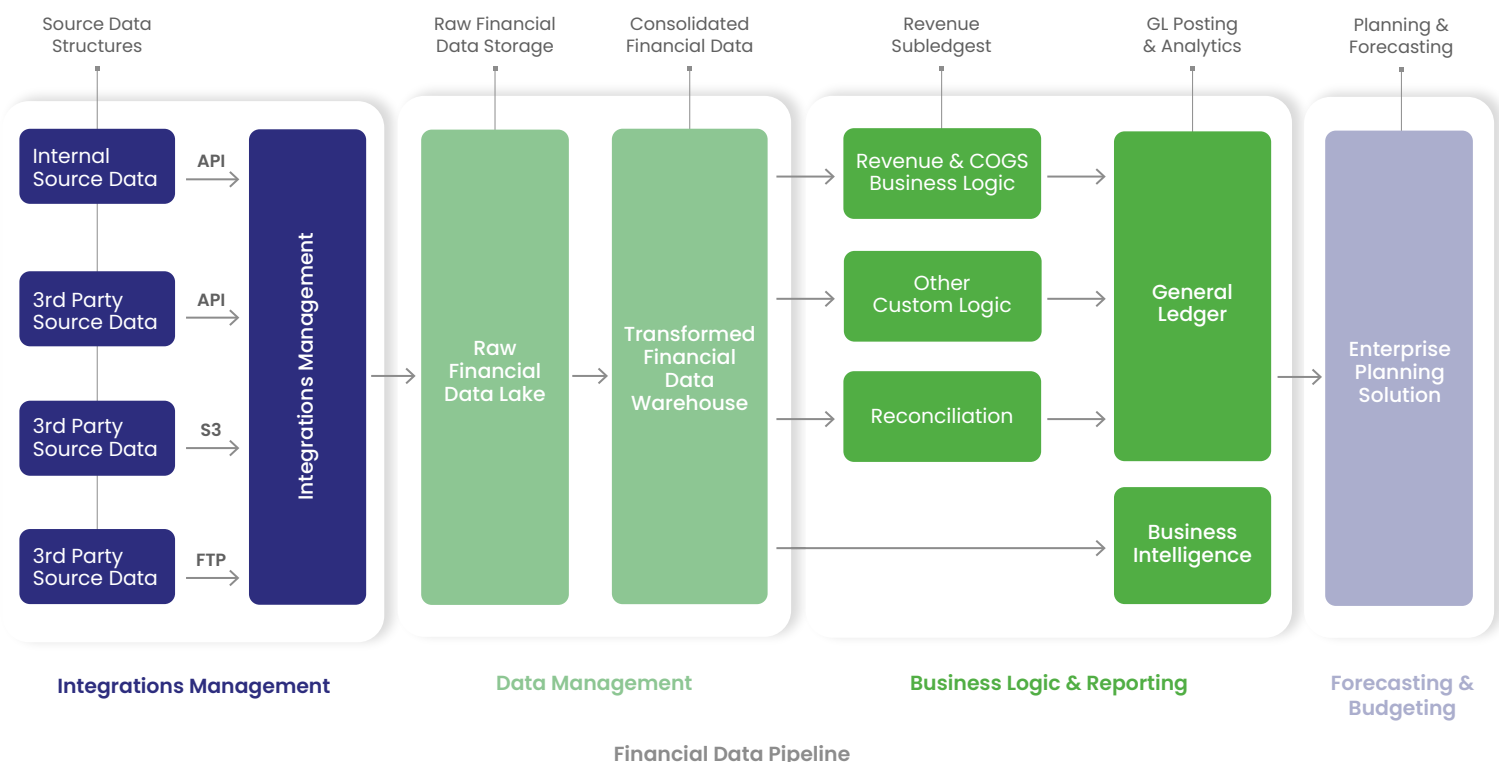 Source Data
Structures
Raw Financial
Data Storage
Consolidated
Financial Data
Revenue
Subledgest
GL Posting
& Analytics
Planning &
Forecasting
Internal
Source Data
API
3rd Party
Source Data
API
3rd Party
Source Data
S3
3rd Party
Source Data
FTP
Integrations Management
Raw
Financial
Data Lake
Transformed
Financial
Data
Warehouse
Revenue & COGS
Business Logic
Other
Custom Logic
Reconciliation
General
Ledger
Business
Intelligence
Enterprise
Planning
Solution
Integrations Management
Data Management
Business Logic & Reporting
Forecasting &
Budgeting
Financial Data Pipeline